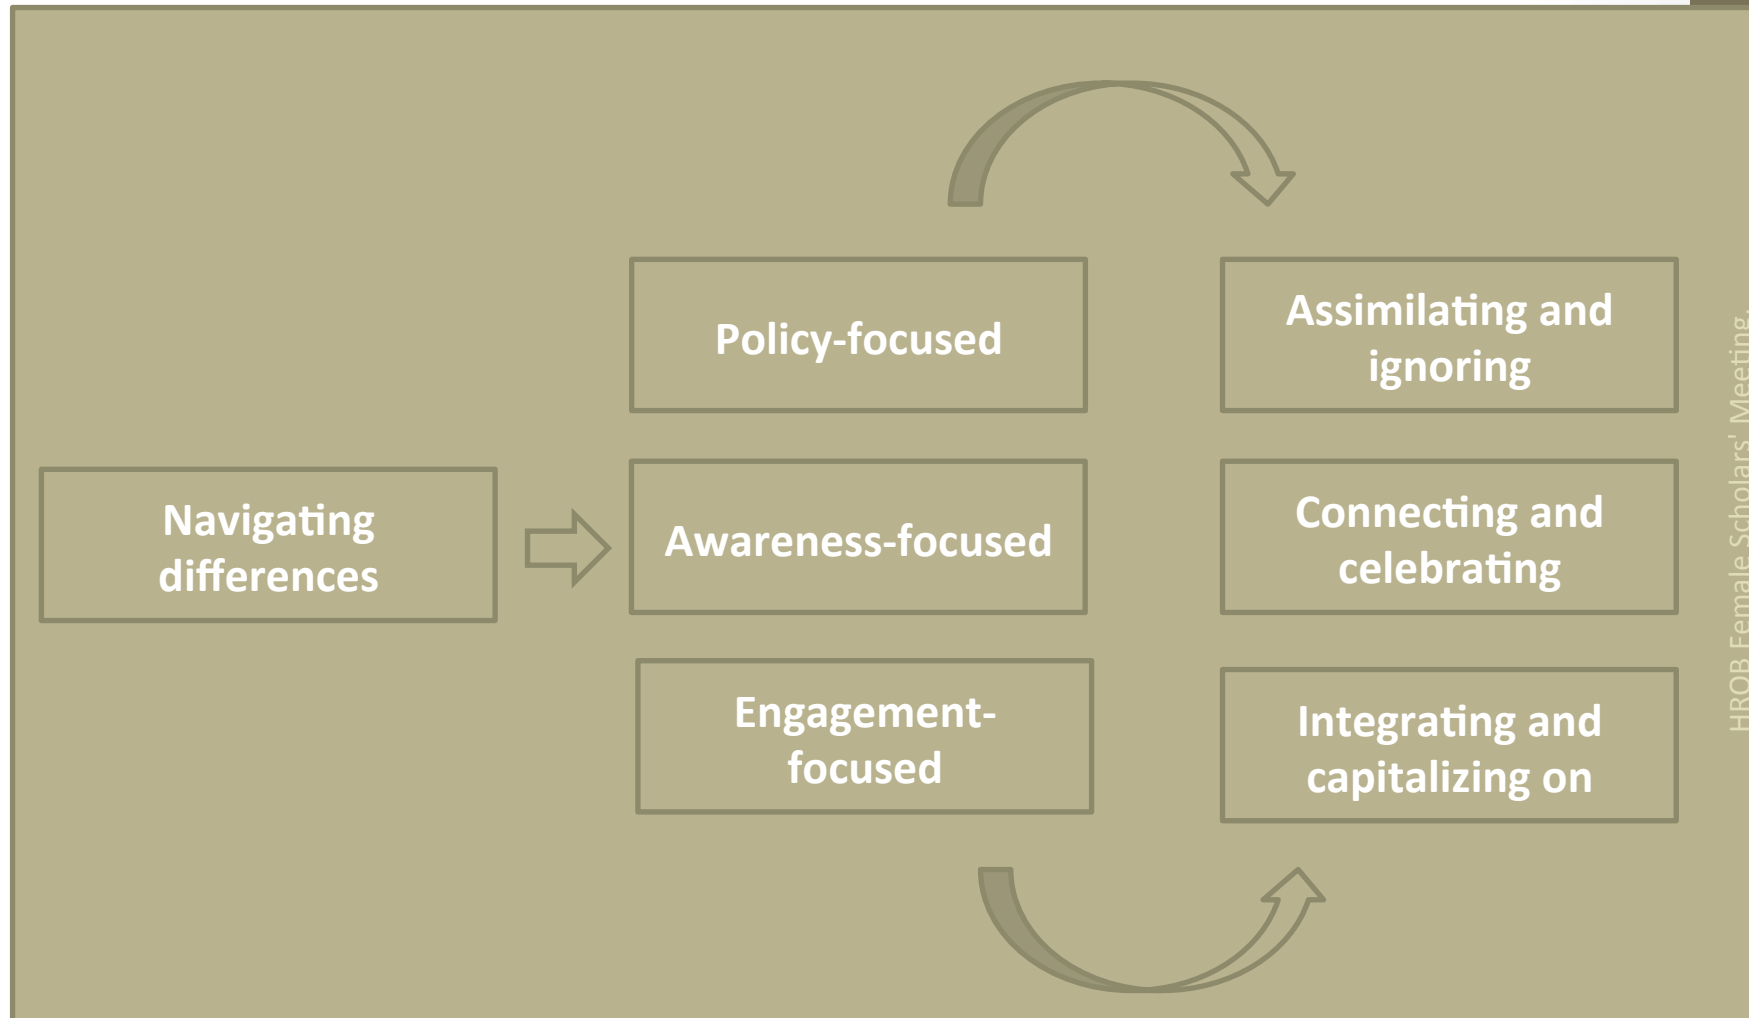 Policy-focused
Assimilating and
ignoring
Navigating
differences
Awareness-focused
Connecting and
celebrating
Engagement-
focused
Integrating and
capitalizing on
HROB Female Scholars' Meeting,